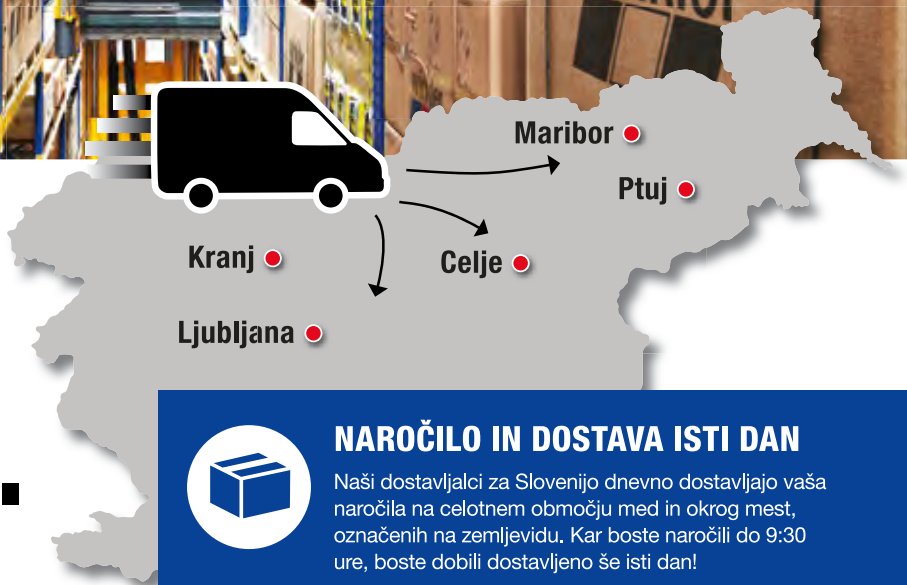 Maribor
Ptuj
Kranj
Celje
Ljubljana
NAROČILO IN DOSTAVA ISTI DAN
Naši dostavljalci za Slovenijo dnevno dostavljajo vaša
naročila na celotnem območju med in okrog mest,
označenih na zemljevidu. Kar boste naročili do 9:30
ure, boste dobili dostavljeno še isti dan!